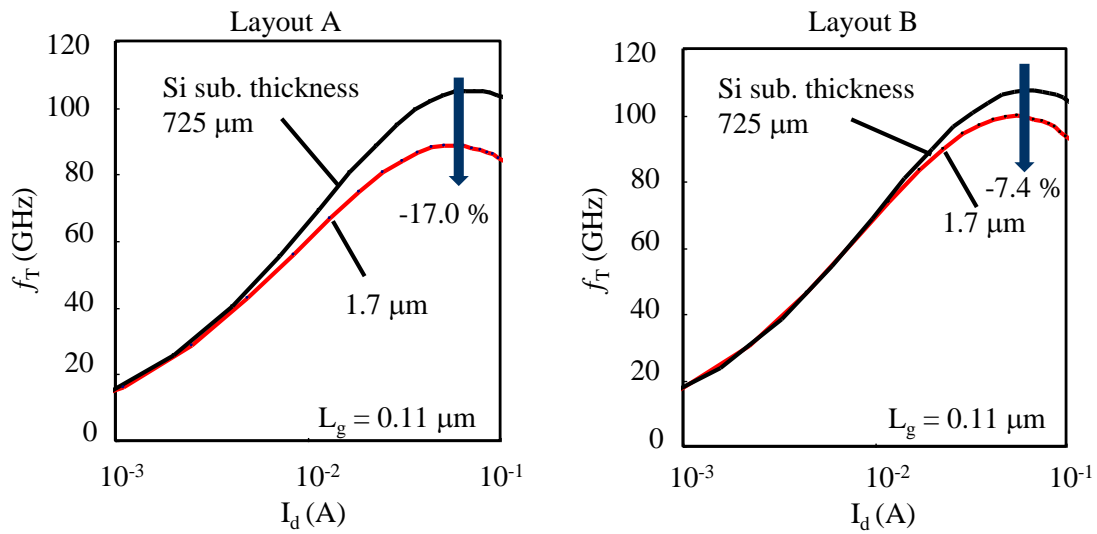 Layout A
120
100
80
60
40
20
0
f_T (GHz)
Si sub. thickness
725 μm
-17.0 %
1.7 μm
L_g = 0.11 μm
10^-3
10^-2
10^-1
I_d (A)
Layout B
120
100
80
60
40
20
0
f_T (GHz)
Si sub. thickness
725 μm
-7.4 %
1.7 μm
L_g = 0.11 μm
10^-3
10^-2
10^-1
I_d (A)